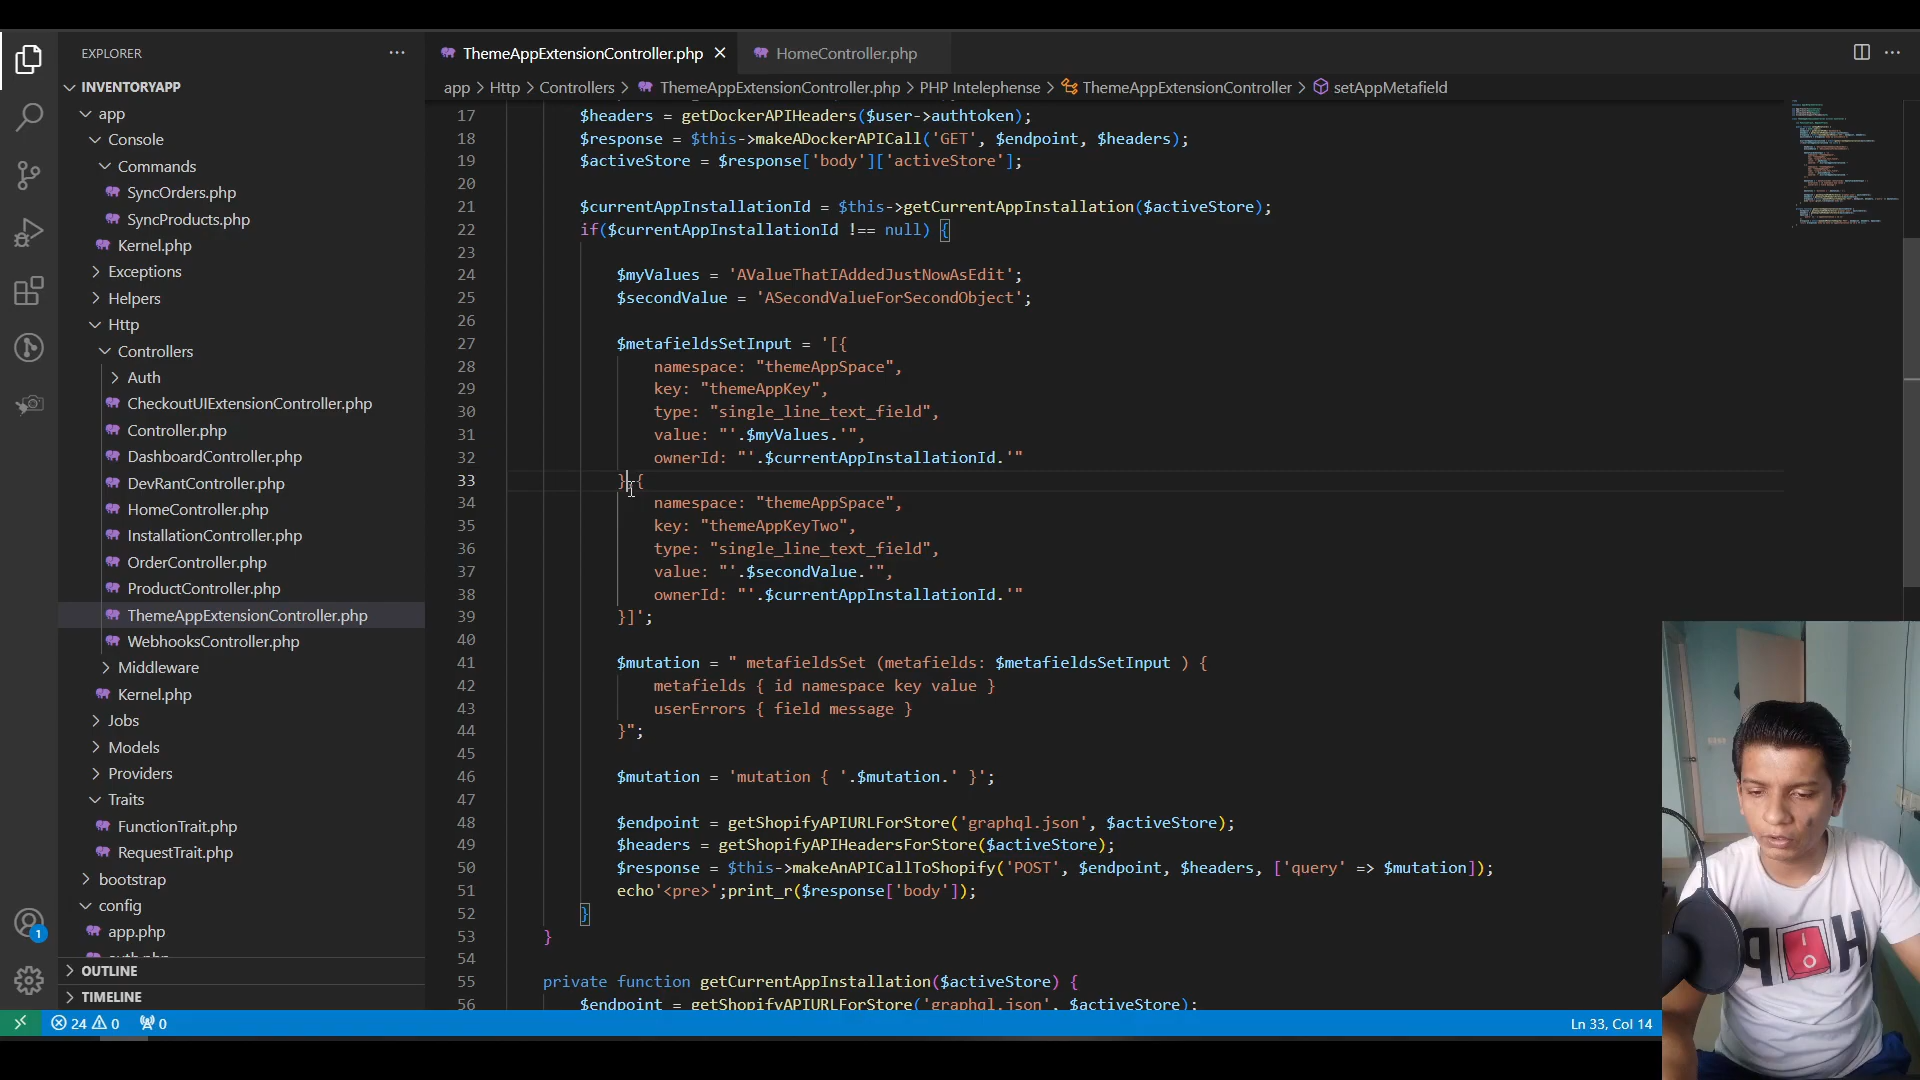 EXPLORER
INVENTORYAPP
app
Console
Commands
SyncOrders.php
SyncProducts.php
Kernel.php
Exceptions
Helpers
Http
Controllers
Auth
CheckoutUIExtensionController.php
Controller.php
DashboardController.php
DevRantController.php
HomeController.php
InstallationController.php
OrderController.php
ProductController.php
ThemeAppExtensionController.php
WebhooksController.php
Middleware
Kernel.php
Jobs
Models
Providers
Traits
FunctionTrait.php
RequestTrait.php
bootstrap
config
app.php
OUTLINE
TIMELINE
ThemeAppExtensionController.php
HomeController.php
app > Http > Controllers > ThemeAppExtensionController.php > PHP Intelephense > ThemeAppExtensionController > setAppMetafield
17 $headers = getDockerAPIHeaders($user->authtoken);
18 $response = $this->makeADockerAPICall('GET', $endpoint, $headers);
19 $activeStore = $response['body']['activeStore'];
20
21 $currentAppInstallationId = $this->getCurrentAppInstallation($activeStore);
22 if($currentAppInstallationId !== null) {
23
24 $myValues = 'AValueThatIAddedJustNowAsEdit';
25 $secondValue = 'ASecondValueForSecondObject';
26
27 $metafieldsSetInput = '[{
28 namespace: "themeAppSpace",
29 key: "themeAppKey",
30 type: "single_line_text_field",
31 value: "'.$myValues.'",
32 ownerId: "'.$currentAppInstallationId.'"
33 },{
34 namespace: "themeAppSpace",
35 key: "themeAppKeyTwo",
36 type: "single_line_text_field",
37 value: "'.$secondValue.'",
38 ownerId: "'.$currentAppInstallationId.'"
39 }]';
40
41 $mutation = " metafieldsSet (metafields: $metafieldsSetInput ) {
42 metafields { id namespace key value }
43 userErrors { field message }
44 }";
45
46 $mutation = 'mutation { '.$mutation.' }';
47
48 $endpoint = getShopifyAPIURLForStore('graphql.json', $activeStore);
49 $headers = getShopifyAPIHeadersForStore($activeStore);
50 $response = $this->makeAnAPICallToShopify('POST', $endpoint, $headers, ['query' => $mutation]);
51 echo'<pre>';print_r($response['body']);
52 }
53 }
54
55 private function getCurrentAppInstallation($activeStore) {
56 $endpoint = getShopifyAPIURLForStore('graphql.json', $activeStore);
1
24 0 0
Ln 33, Col 14